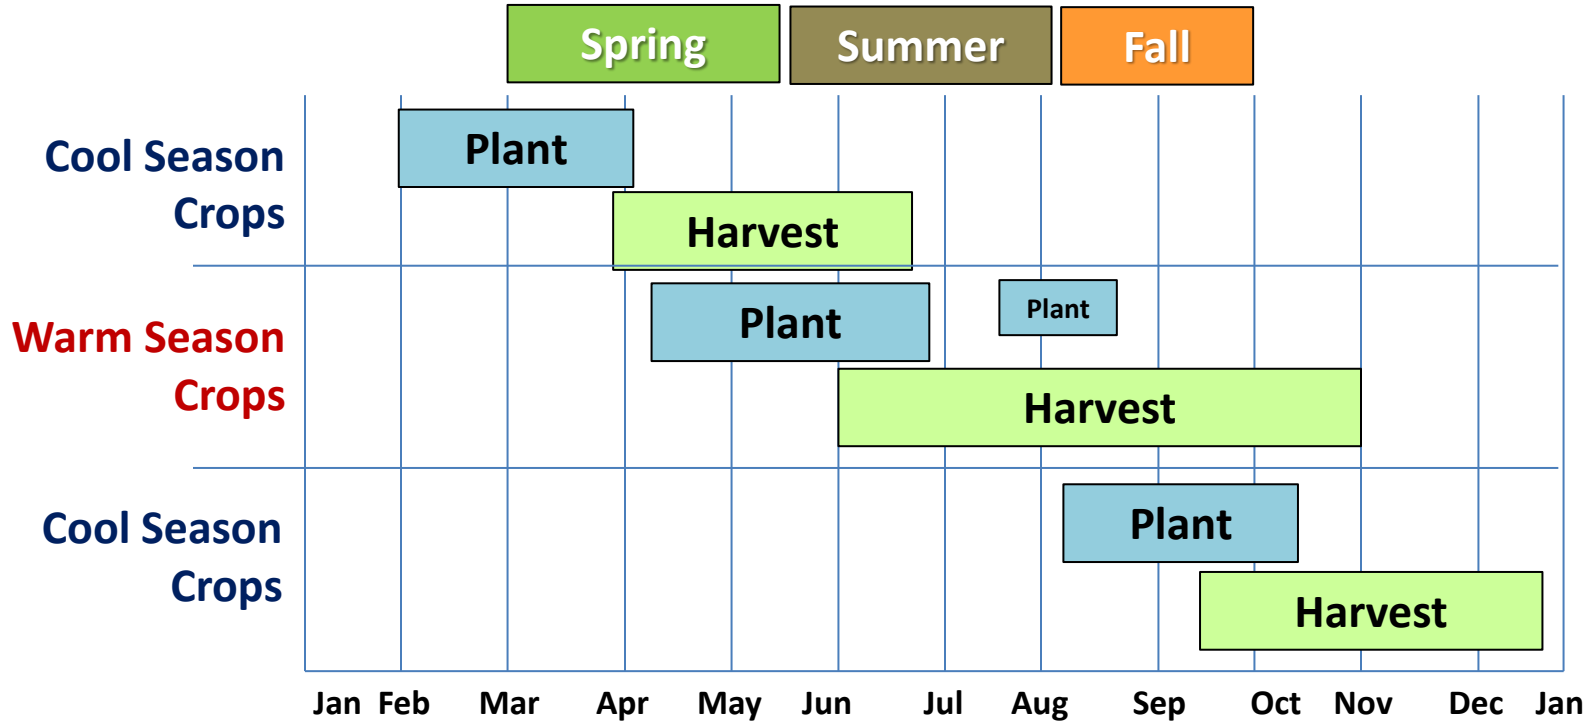 Spring Summer Fall
Plant
Cool Season
Crops
Harvest
Plant
Plant
Warm Season
Crops
Harvest
Plant
Cool Season
Crops
Harvest
Jan Feb Mar Apr May Jun Jul Aug Sep Oct Nov Dec Jan